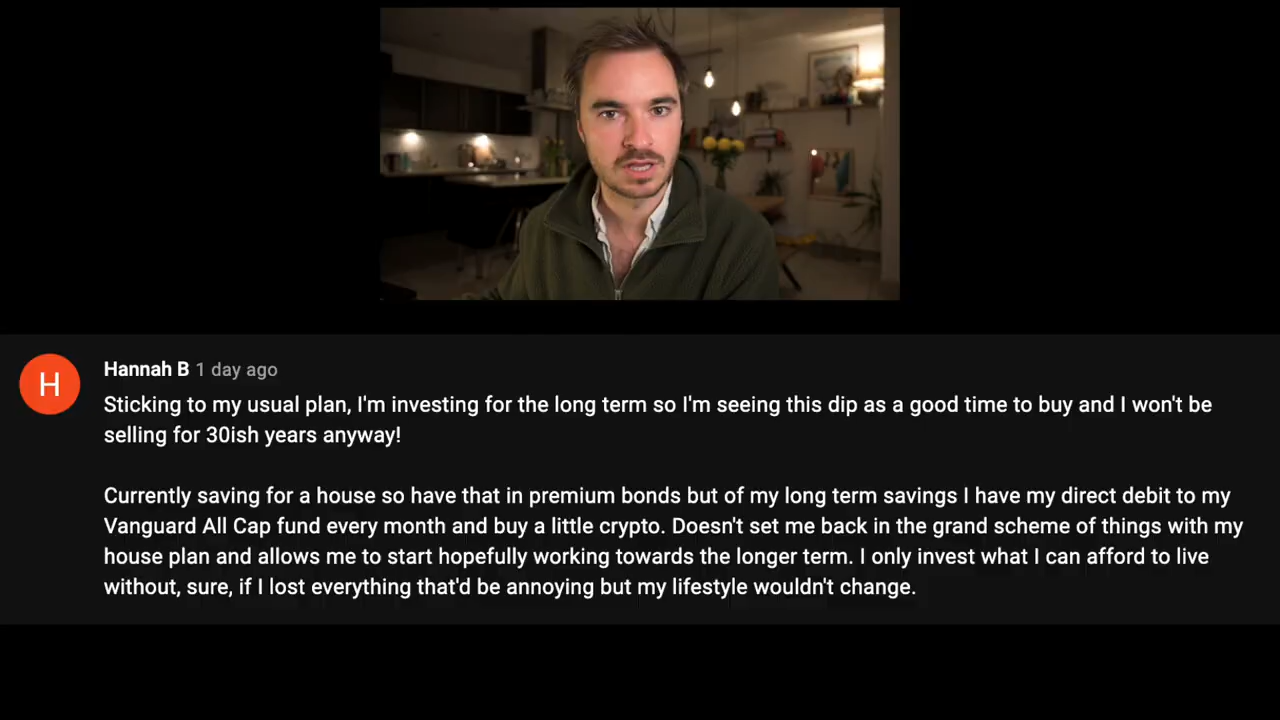 H
Hannah B 1 day ago
Sticking to my usual plan, I'm investing for the long term so I'm seeing this dip as a good time to buy and I won't be
selling for 30ish years anyway!
Currently saving for a house so have that in premium bonds but of my long term savings I have my direct debit to my
Vanguard All Cap fund every month and buy a little crypto. Doesn't set me back in the grand scheme of things with my
house plan and allows me to start hopefully working towards the longer term. I only invest what I can afford to live
without, sure, if I lost everything that'd be annoying but my lifestyle wouldn't change.